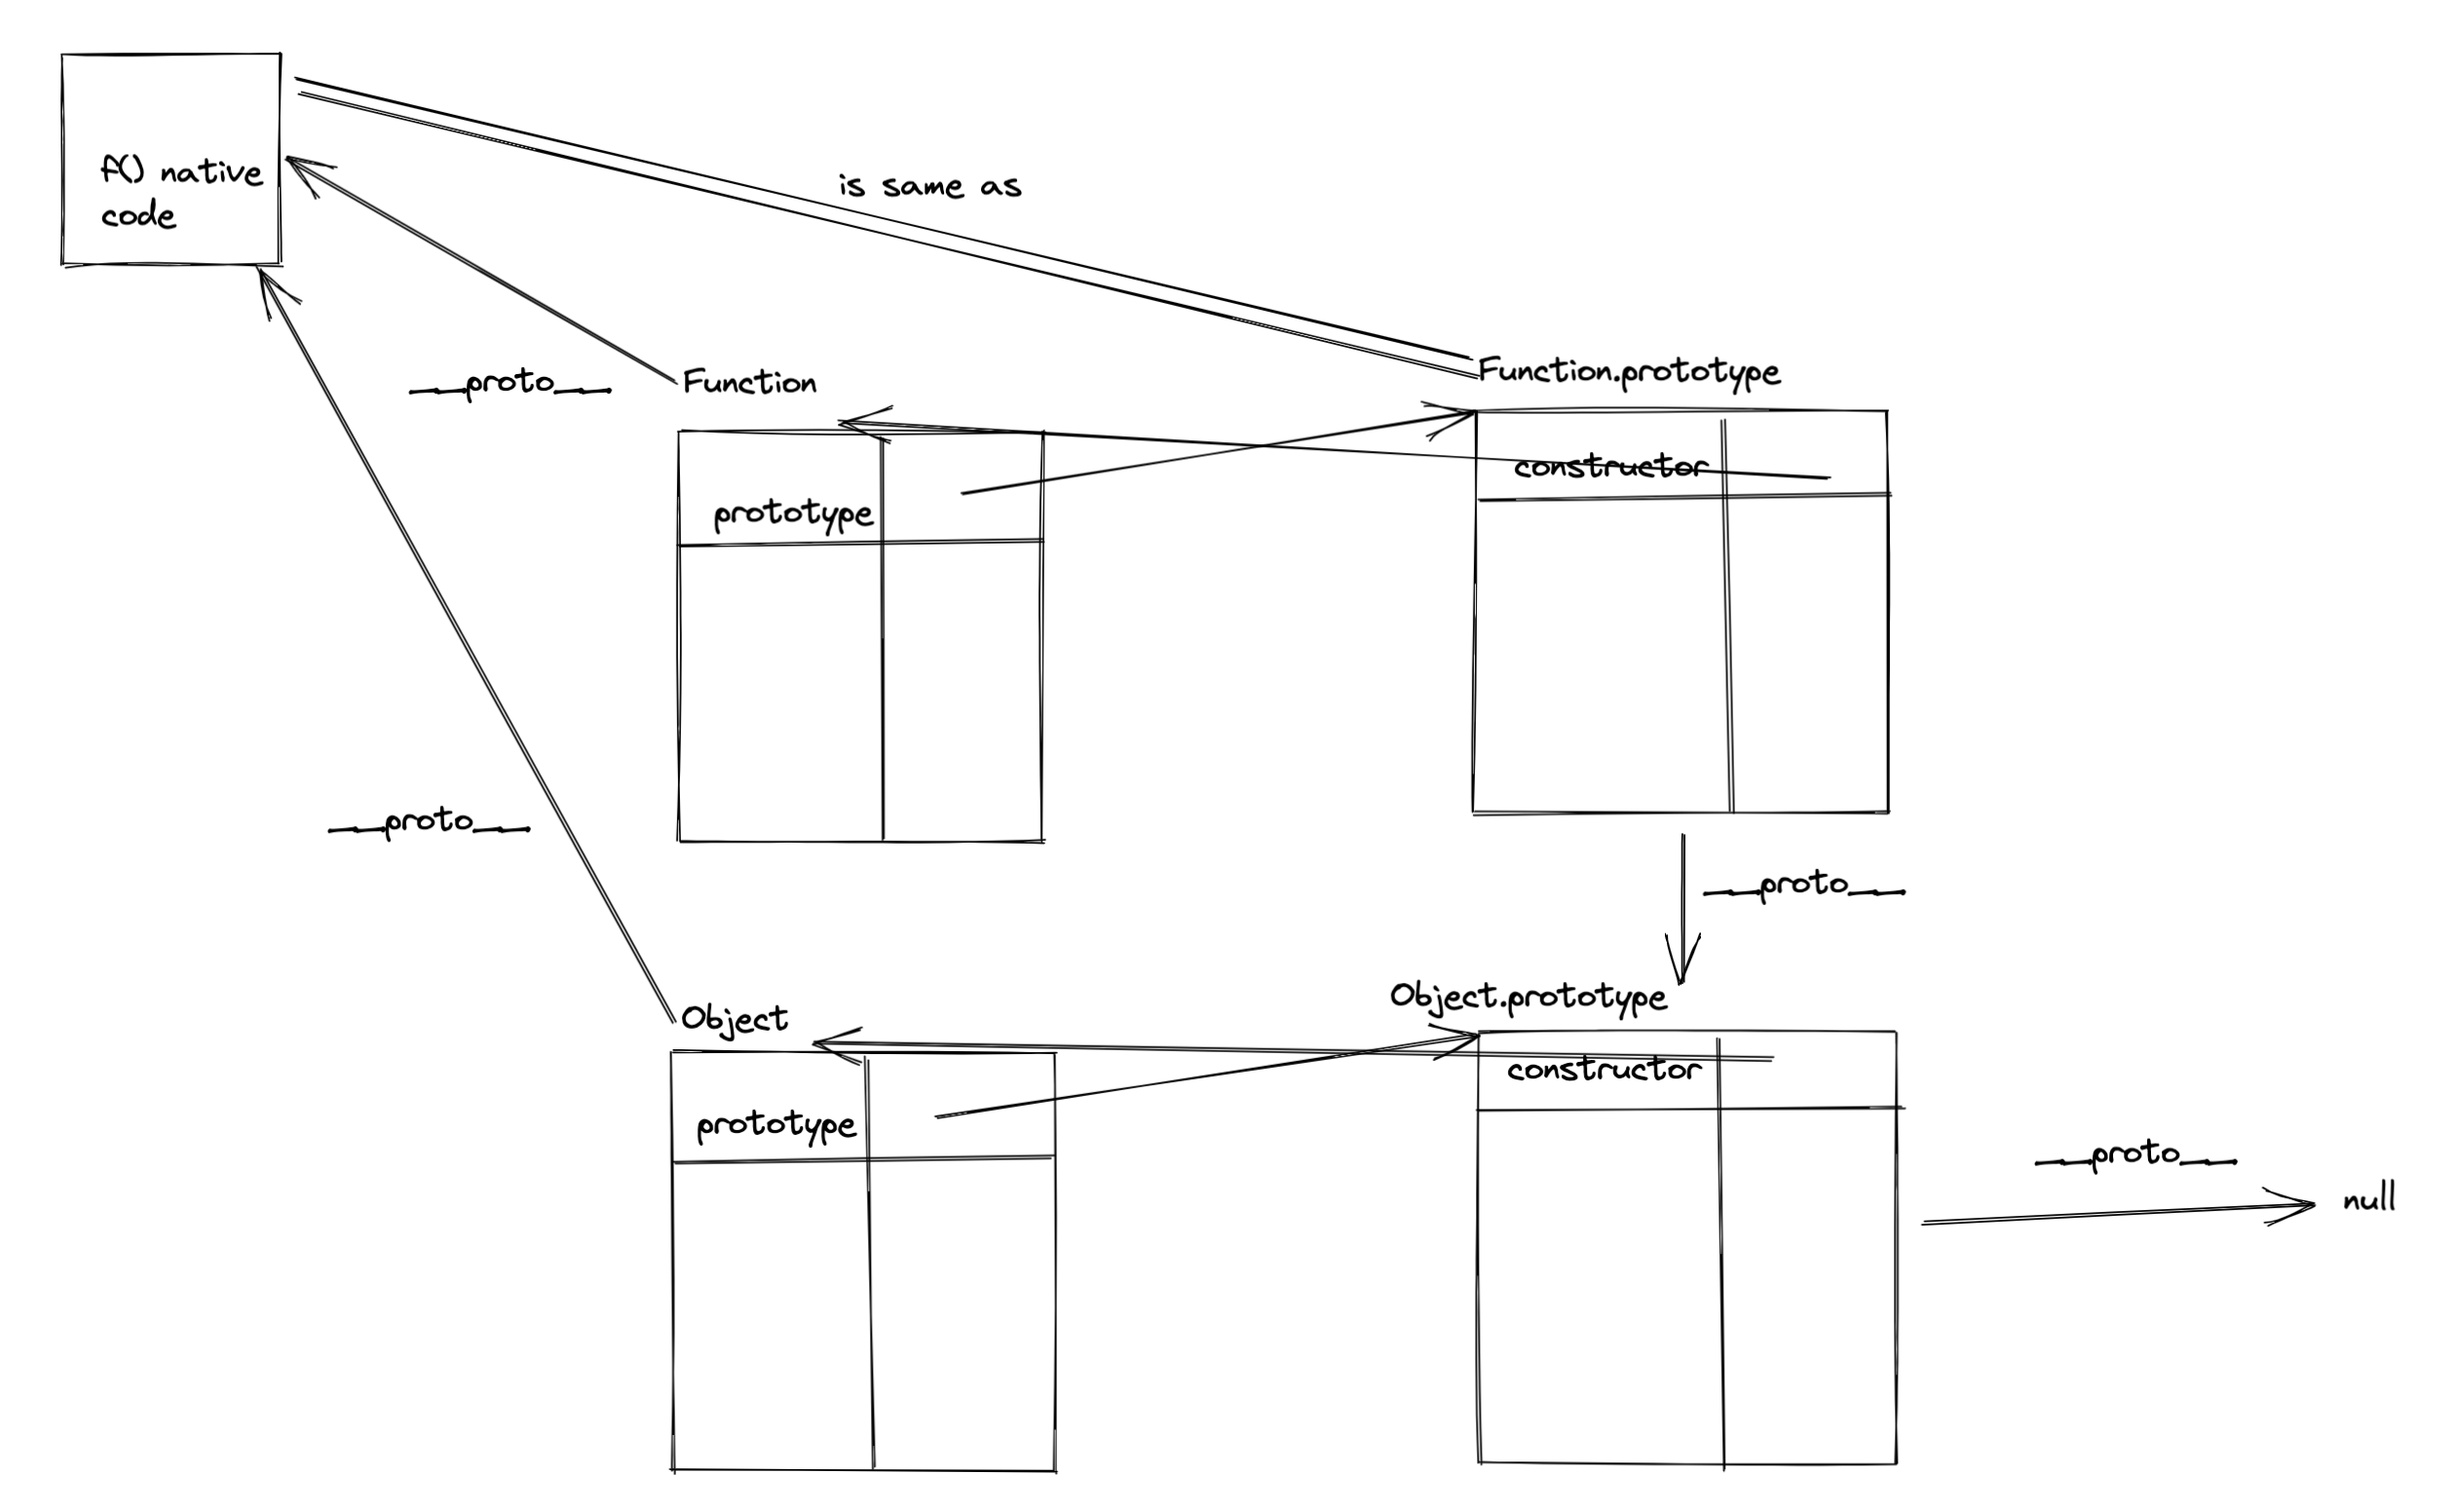 f() native
code
is same as
__proto__
Function
Function.prototype
constructor
prototype
__proto__
__proto__
Object
Object.prototype
constructor
prototype
__proto__
null